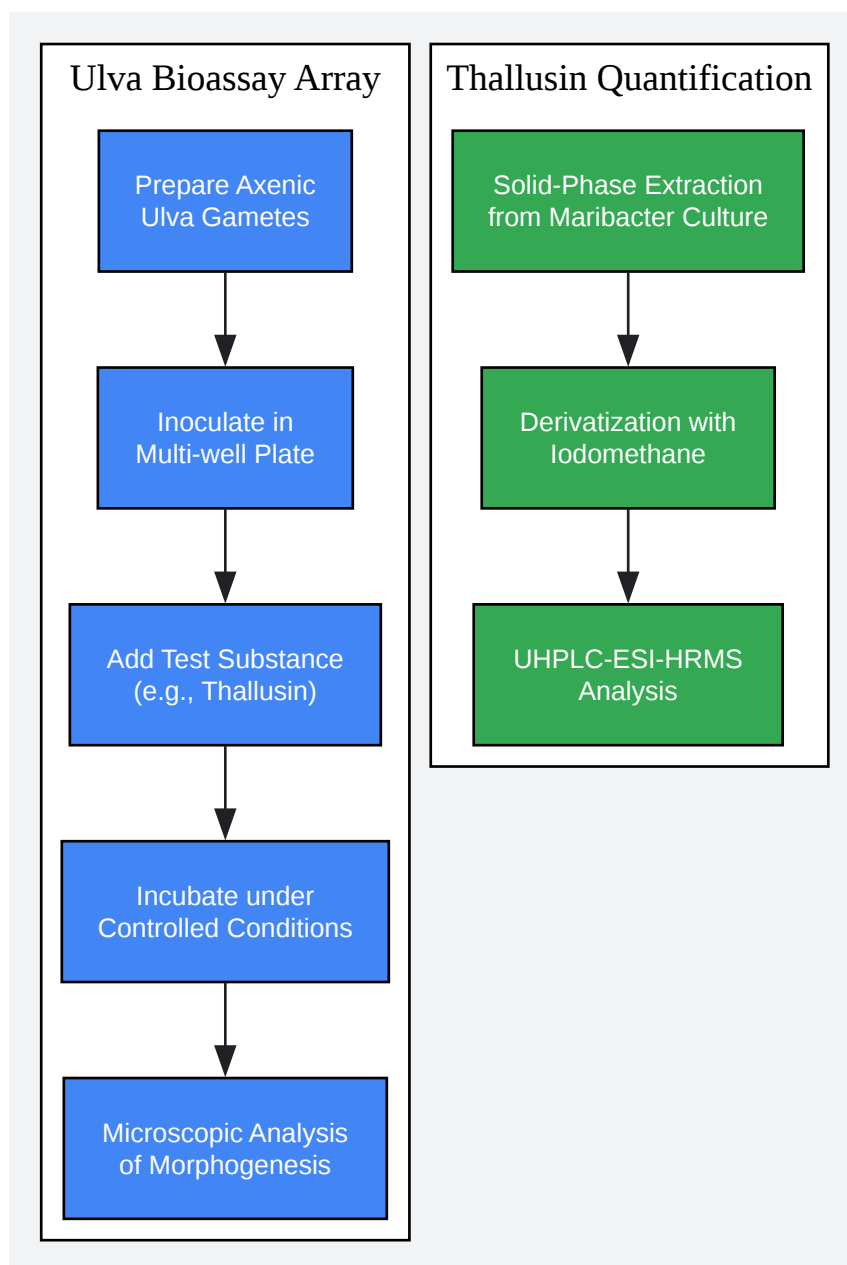 Ulva Bioassay Array
Prepare Axenic
Ulva Gametes
Inoculate in
Multi-well Plate
Add Test Substance
(e.g., Thallusin)
Incubate under
Controlled Conditions
Microscopic Analysis
of Morphogenesis
Thallusin Quantification
Solid-Phase Extraction
from Maribacter Culture
Derivatization with
Iodomethane
UHPLC-ESI-HRMS
Analysis